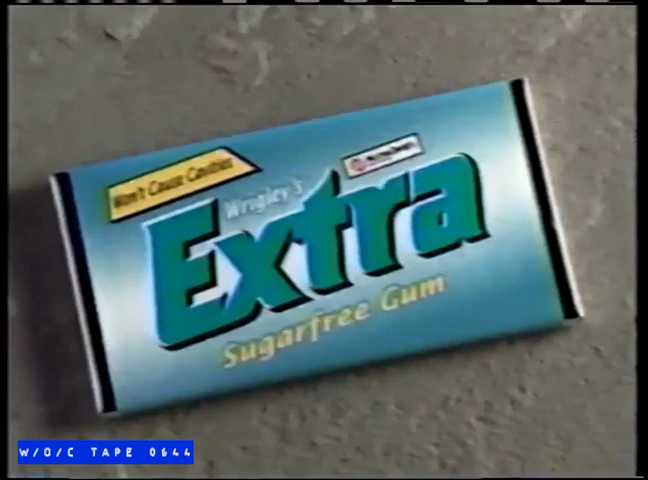 Won't Cause Cavities
Wrigley's
Extra
Sugarfree Gum
W/O/C TAPE 0644